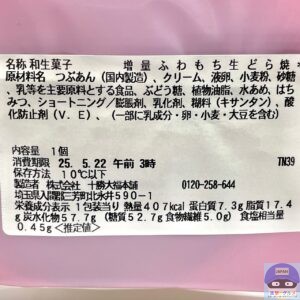 名称 和生菓子 増量ふわもち生どら焼
原材料名 つぶあん(国内製造)、クリーム、液卵、小麦粉、砂糖
、乳等を主要原料とする食品、ぶどう糖、植物油脂、水あめ、はち
みつ、ショートニング/膨脹剤、乳化剤、糊料(キサンタン)、酸
化防止剤(V.E)、(一部に乳成分・卵・小麦・大豆を含む)
内容量 1個
消費期限 25. 5.22 午前 3時 TN39
保存方法 10℃以下
製造者 株式会社 十勝大福本舗 0120-258-644
埼玉県入間郡三芳町北永井590-1
栄養成分表示 1包装当り 熱量407kcal 蛋白質7.3g 脂質17.4
g 炭水化物57.7g (糖質52.7g 食物繊維5.0g) 食塩相当量
0.45g<推定値>